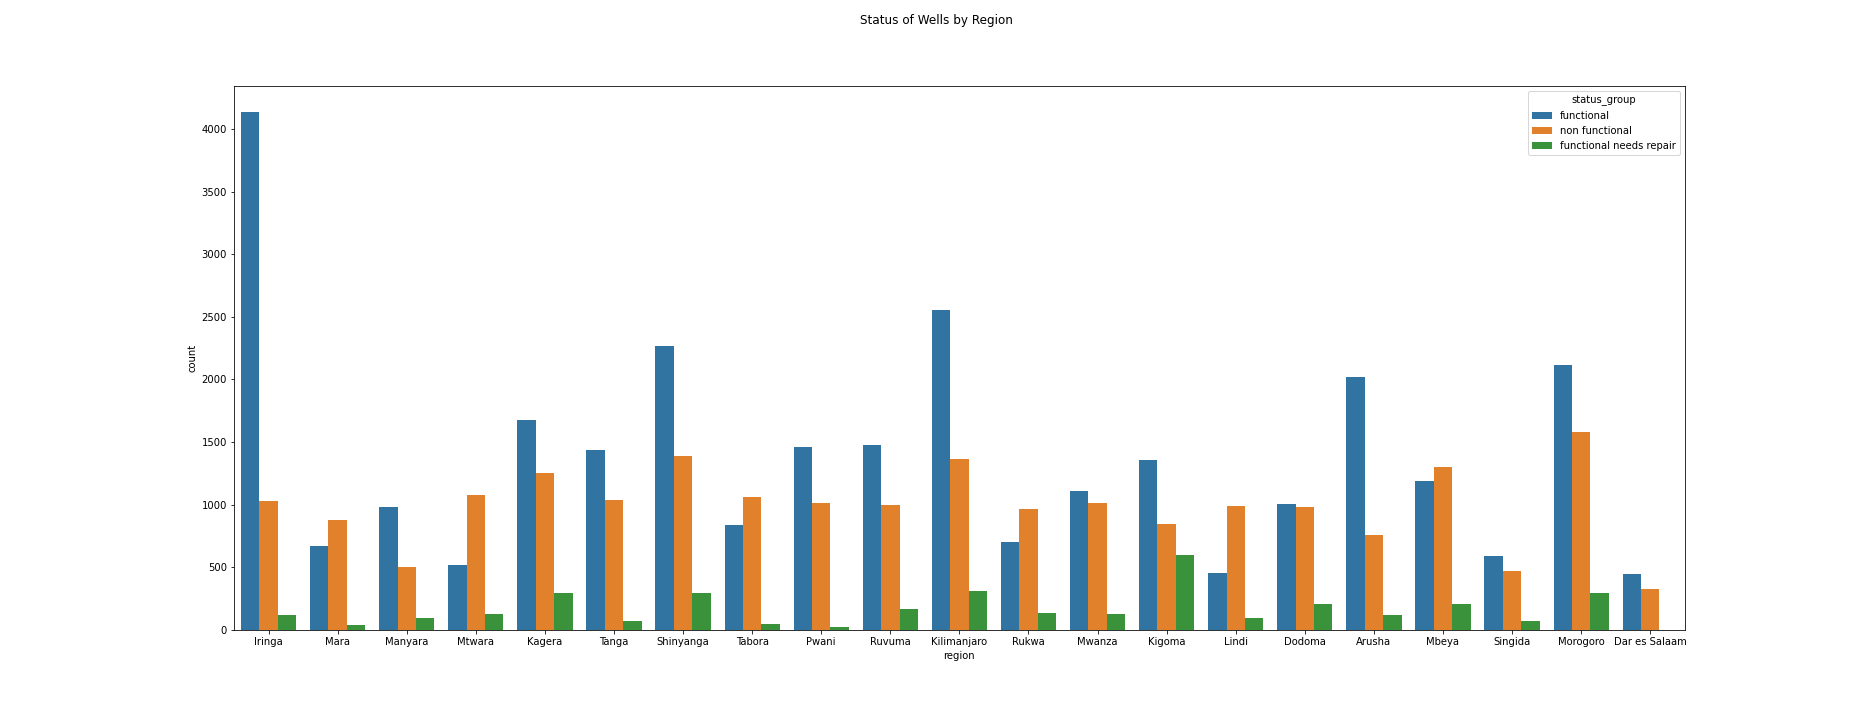 Status of Wells by Region
status_group
functional
non functional
functional needs repair
4000
3500
3000
2500
2000
1500
1000
500
0
count
Iringa Mara Manyara Mtwara Kagera Tanga Shinyanga Tabora Pwani Ruvuma Kilimanjaro Rukwa Mwanza Kigoma Lindi Dodoma Arusha Mbeya Singida Morogoro Dar es Salaam
region